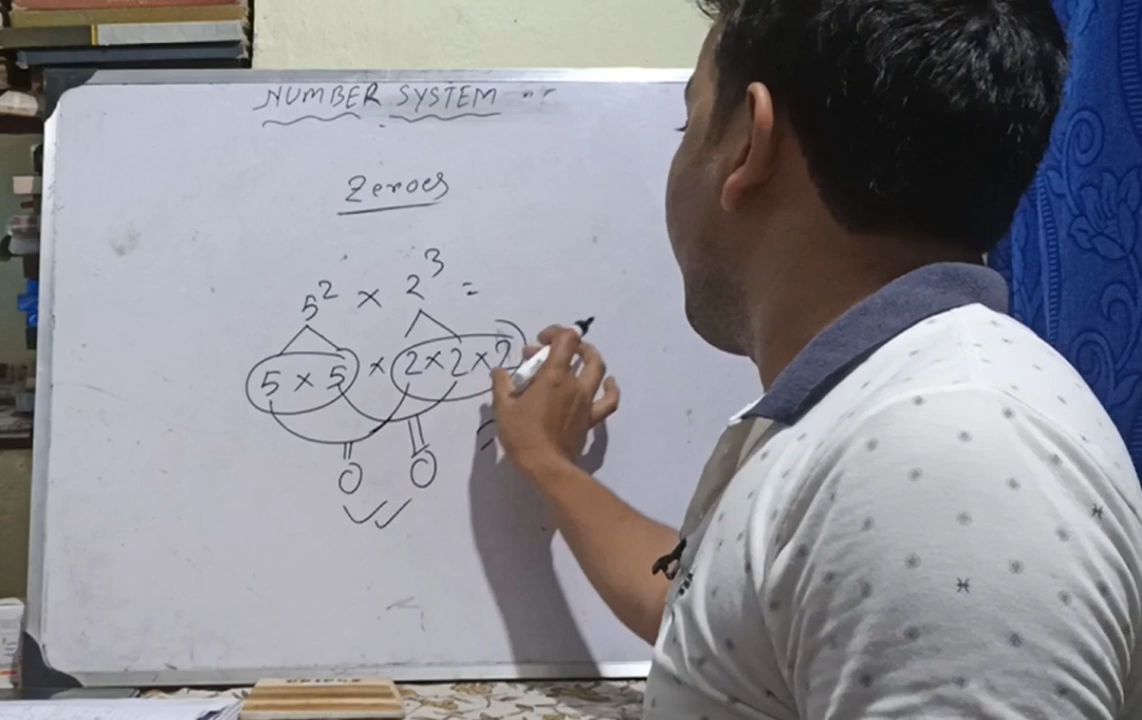 NUMBER SYSTEM ...
Zeroes
5² × 2³ =
5 × 5 × 2×2×2
0 0